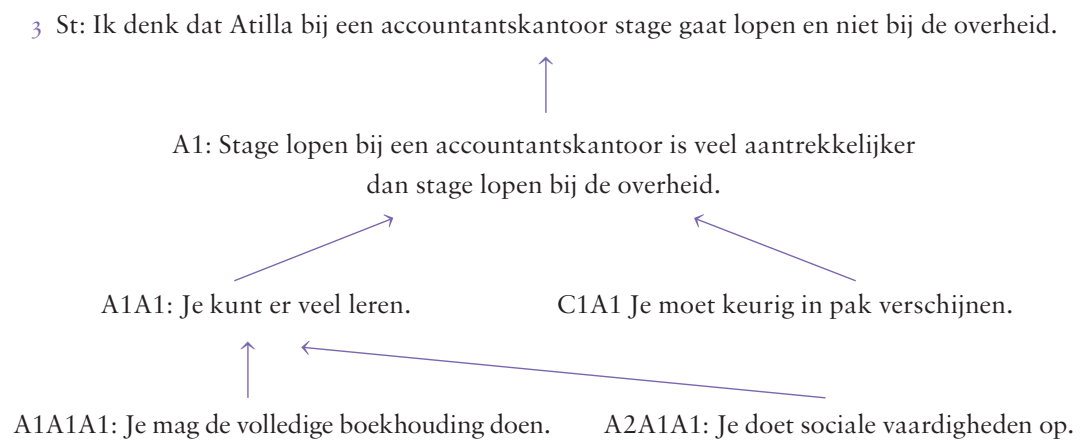 3 St: Ik denk dat Atilla bij een accountantskantoor stage gaat lopen en niet bij de overheid.
A1: Stage lopen bij een accountantskantoor is veel aantrekkelijker
dan stage lopen bij de overheid.
A1A1: Je kunt er veel leren.
C1A1 Je moet keurig in pak verschijnen.
A1A1A1: Je mag de volledige boekhouding doen.
A2A1A1: Je doet sociale vaardigheden op.